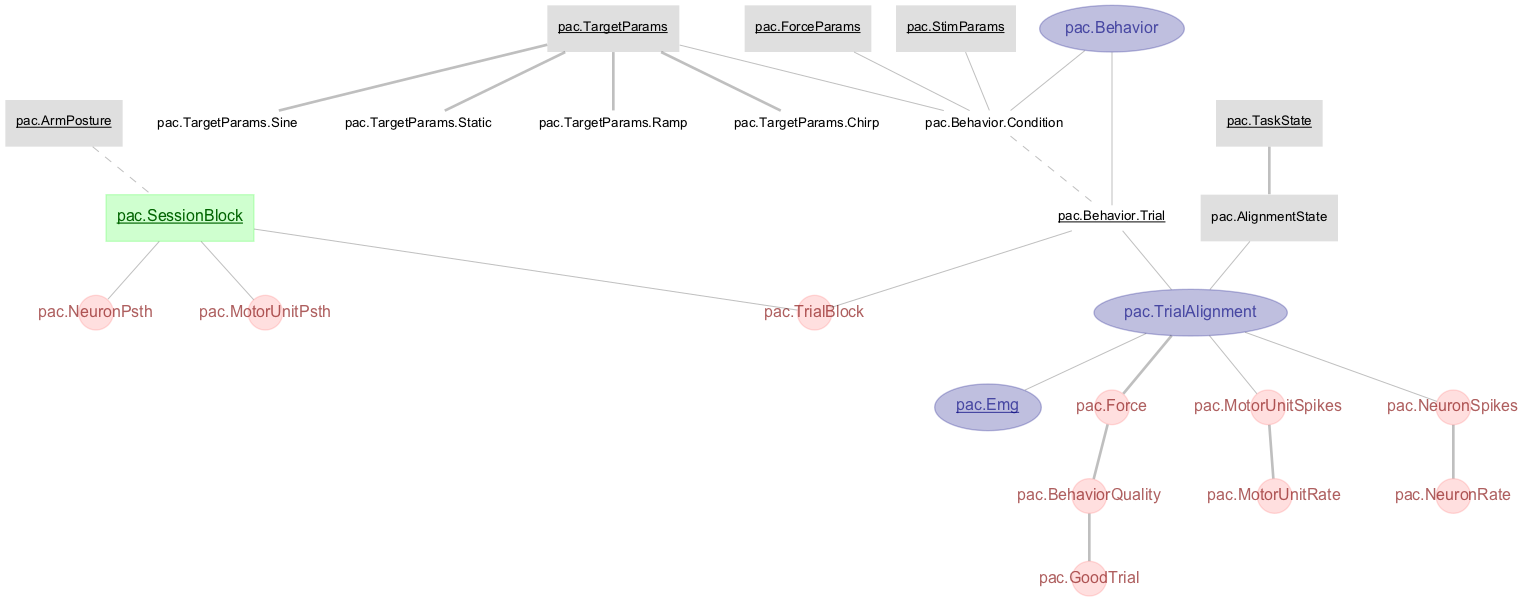 pac.TargetParams
pac.ForceParams
pac.StimParams
pac.Behavior
pac.ArmPosture
pac.TargetParams.Sine
pac.TargetParams.Static
pac.TargetParams.Ramp
pac.TargetParams.Chirp
pac.Behavior.Condition
pac.TaskState
pac.SessionBlock
pac.Behavior.Trial
pac.AlignmentState
pac.NeuronPsth
pac.MotorUnitPsth
pac.TrialBlock
pac.TrialAlignment
pac.Emg
pac.Force
pac.MotorUnitSpikes
pac.NeuronSpikes
pac.BehaviorQuality
pac.MotorUnitRate
pac.NeuronRate
pac.GoodTrial